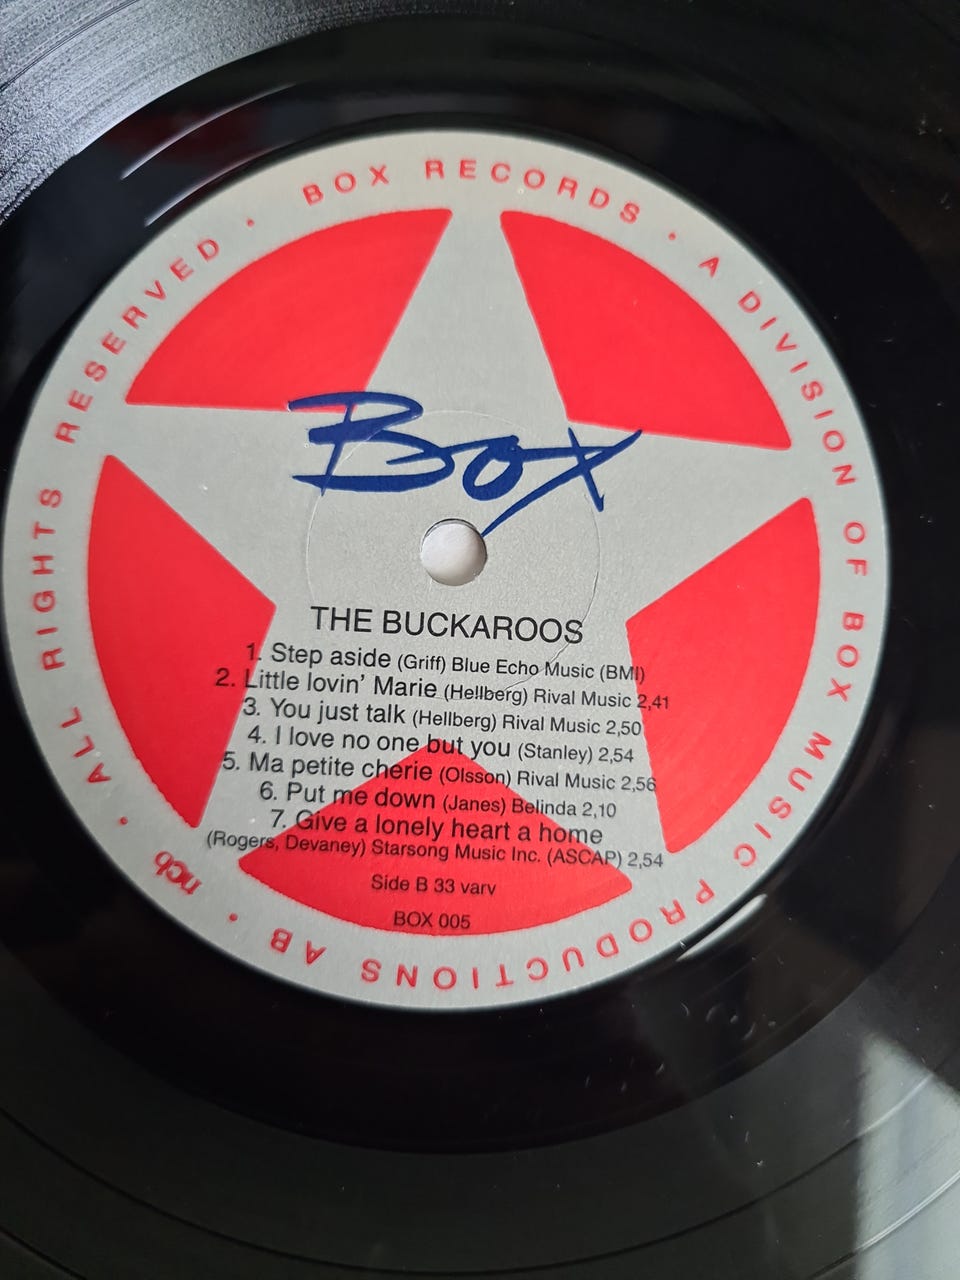 BOX RECORDS · A DIVISION OF BOX MUSIC PRODUCTIONS AB · ncb · ALL RIGHTS RESERVED ·
Box
THE BUCKAROOS
1. Step aside (Griff) Blue Echo Music (BMI)
2. Little lovin' Marie (Hellberg) Rival Music 2,41
3. You just talk (Hellberg) Rival Music 2,50
4. I love no one but you (Stanley) 2,54
5. Ma petite cherie (Olsson) Rival Music 2,56
6. Put me down (Janes) Belinda 2,10
7. Give a lonely heart a home
(Rogers, Devaney) Starsong Music Inc. (ASCAP) 2,54
Side B 33 varv
BOX 005